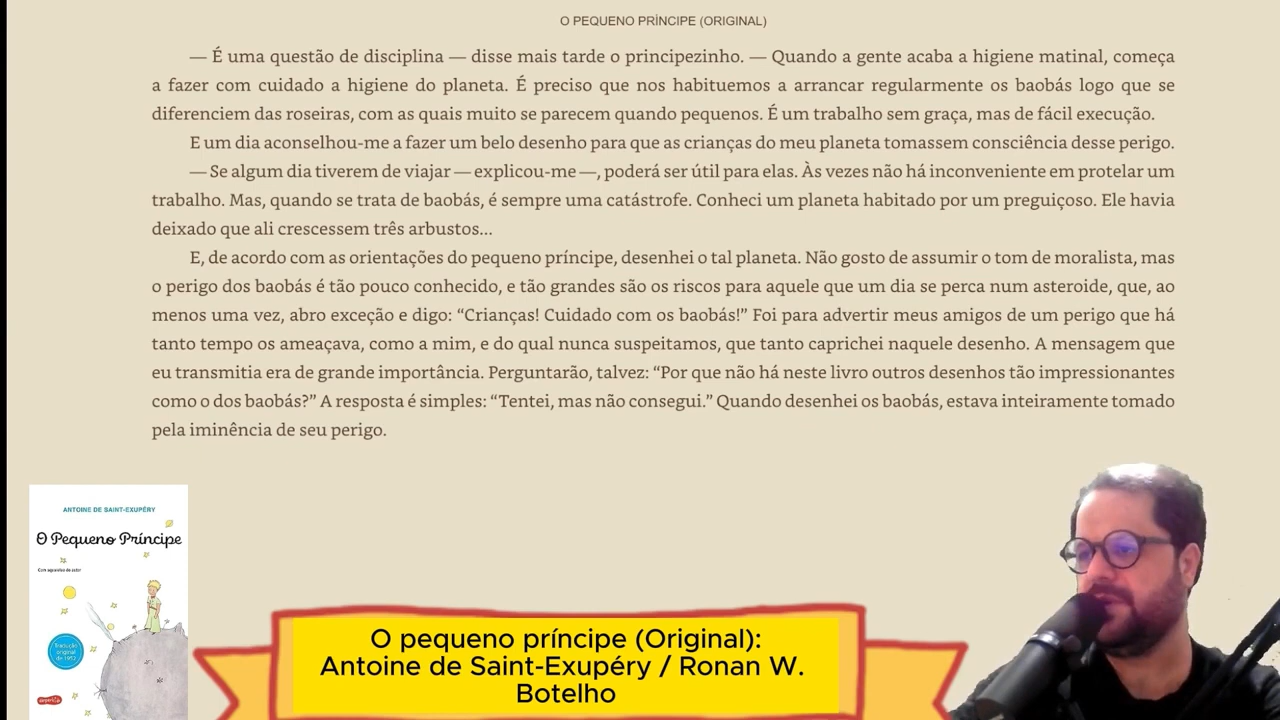 O PEQUENO PRÍNCIPE (ORIGINAL)
— É uma questão de disciplina — disse mais tarde o principezinho. — Quando a gente acaba a higiene matinal, começa
a fazer com cuidado a higiene do planeta. É preciso que nos habituemos a arrancar regularmente os baobás logo que se
diferenciem das roseiras, com as quais muito se parecem quando pequenos. É um trabalho sem graça, mas de fácil execução.
E um dia aconselhou-me a fazer um belo desenho para que as crianças do meu planeta tomassem consciência desse perigo.
— Se algum dia tiverem de viajar — explicou-me —, poderá ser útil para elas. Às vezes não há inconveniente em protelar um
trabalho. Mas, quando se trata de baobás, é sempre uma catástrofe. Conheci um planeta habitado por um preguiçoso. Ele havia
deixado que ali crescessem três arbustos...
E, de acordo com as orientações do pequeno príncipe, desenhei o tal planeta. Não gosto de assumir o tom de moralista, mas
o perigo dos baobás é tão pouco conhecido, e tão grandes são os riscos para aquele que um dia se perca num asteroide, que, ao
menos uma vez, abro exceção e digo: “Crianças! Cuidado com os baobás!” Foi para advertir meus amigos de um perigo que há
tanto tempo os ameaçava, como a mim, e do qual nunca suspeitamos, que tanto caprichei naquele desenho. A mensagem que
eu transmitia era de grande importância. Perguntarão, talvez: “Por que não há neste livro outros desenhos tão impressionantes
como o dos baobás?” A resposta é simples: “Tentei, mas não consegui.” Quando desenhei os baobás, estava inteiramente tomado
pela iminência de seu perigo.
ANTOINE DE SAINT-EXUPÉRY
O Pequeno Príncipe
Com aquarelas do autor
Tradução
original
de 1952
O pequeno príncipe (Original):
Antoine de Saint-Exupéry / Ronan W.
Botelho